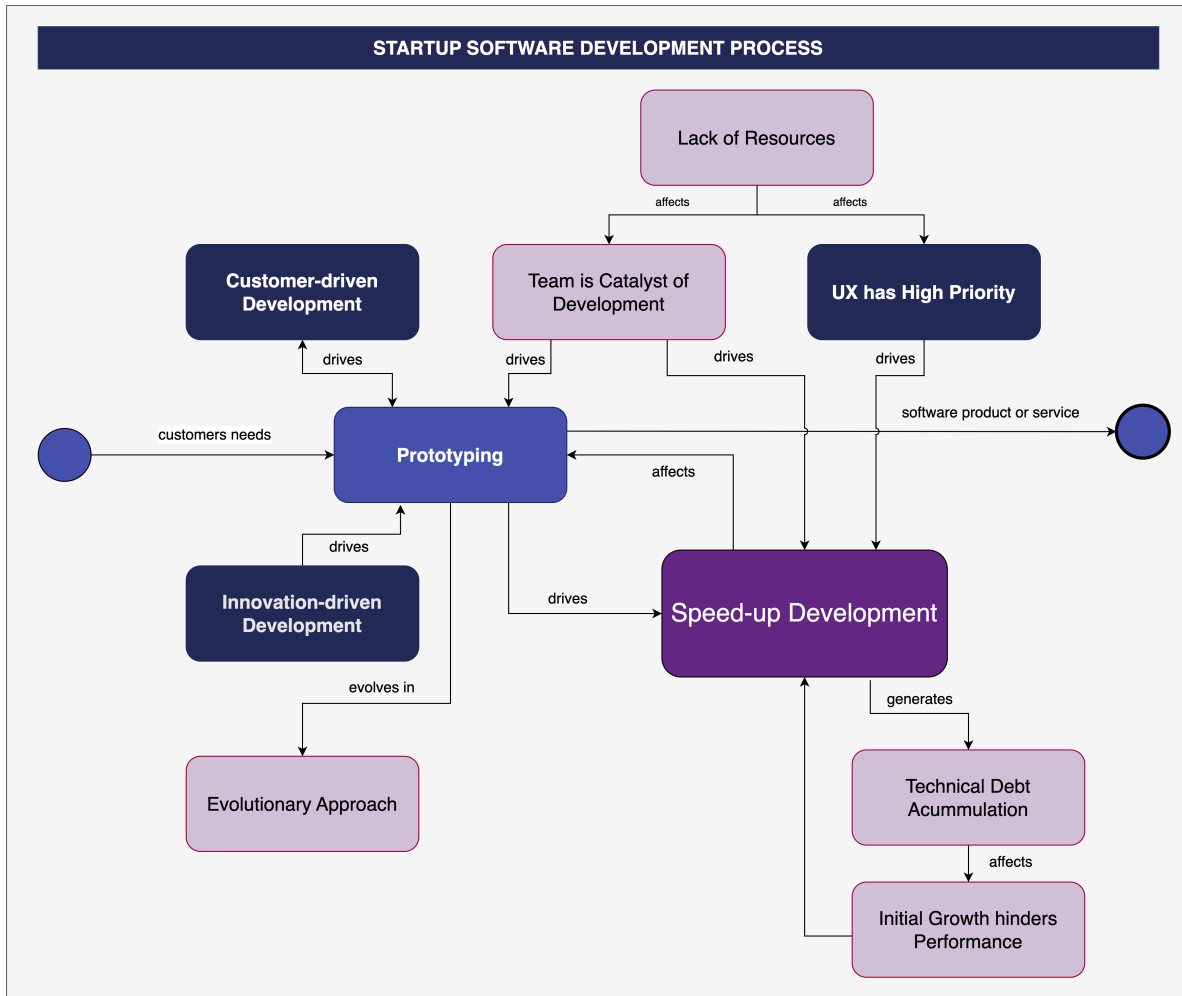 STARTUP SOFTWARE DEVELOPMENT PROCESS
Lack of Resources
affects
affects
Customer-driven
Development
Team is Catalyst of
Development
UX has High Priority
drives
drives
drives
drives
customers needs
Prototyping
software product or service
affects
drives
Innovation-driven
Development
drives
Speed-up Development
evolves in
generates
Evolutionary Approach
Technical Debt
Acummulation
affects
Initial Growth hinders
Performance